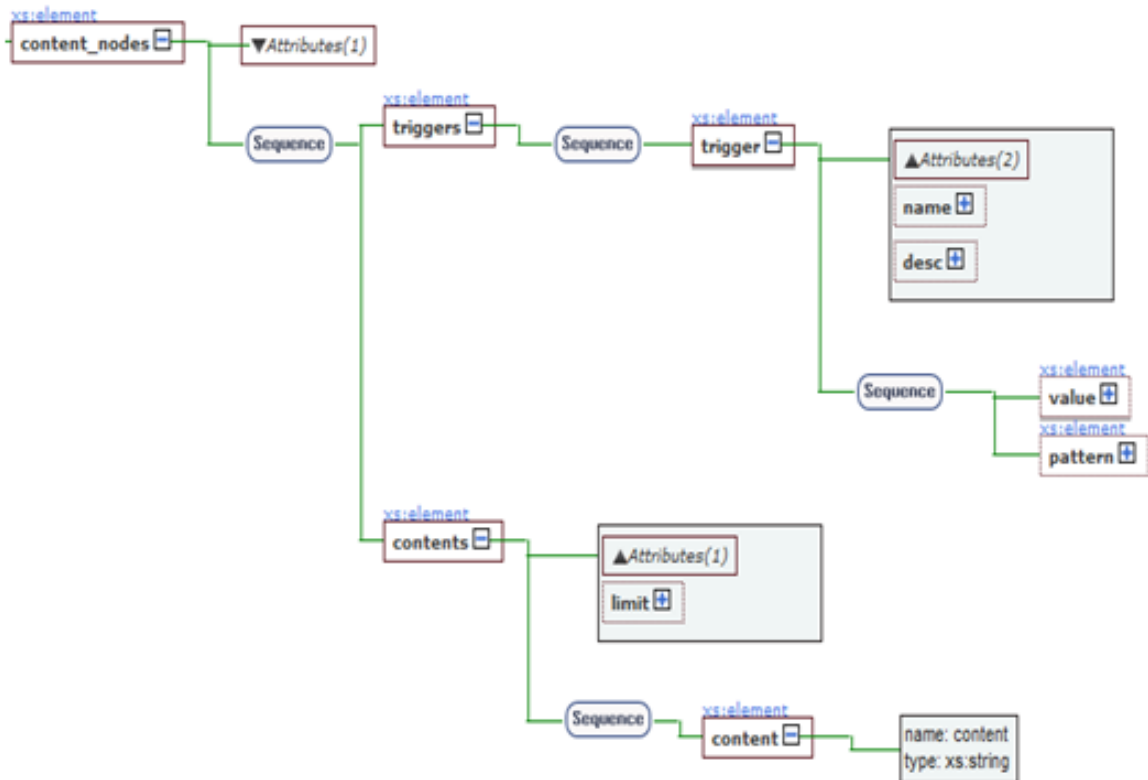 xs:element
content_nodes
▼Attributes(1)
Sequence
xs:element
triggers
Sequence
xs:element
trigger
▲Attributes(2)
name
desc
Sequence
xs:element
value
xs:element
pattern
xs:element
contents
▲Attributes(1)
limit
Sequence
xs:element
content
name: content
type: xs:string